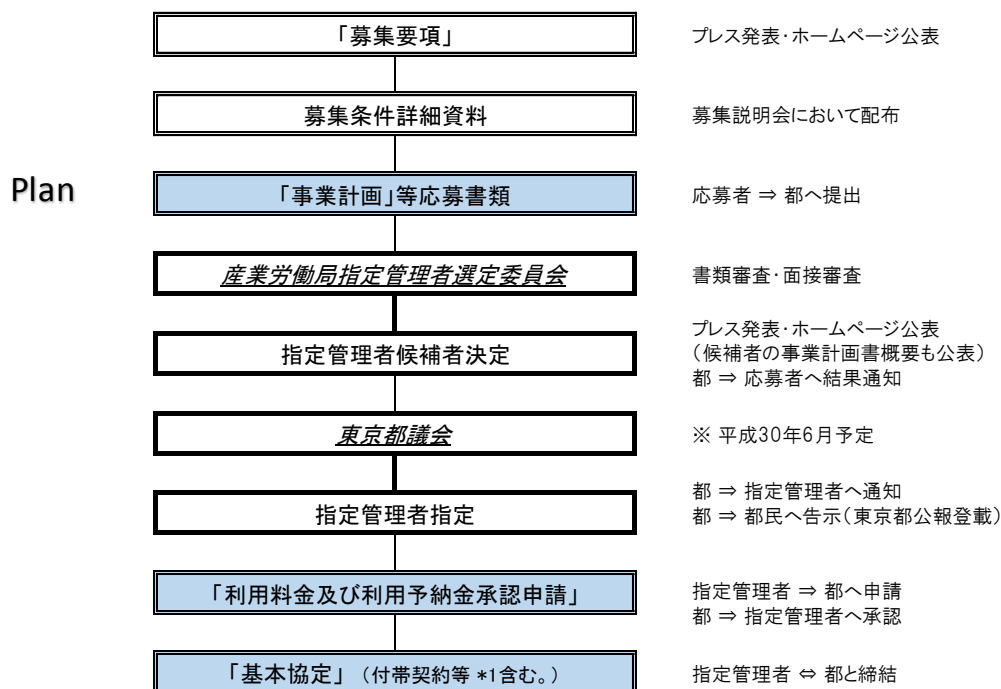 「募集要項」
プレス発表・ホームページ公表
募集条件詳細資料
募集説明会において配布
Plan
「事業計画」等応募書類
応募者 ⇒ 都へ提出
産業労働局指定管理者選定委員会
書類審査・面接審査
指定管理者候補者決定
プレス発表・ホームページ公表
(候補者の事業計画書概要も公表)
都 ⇒ 応募者へ結果通知
東京都議会
※ 平成30年6月予定
指定管理者指定
都 ⇒ 指定管理者へ通知
都 ⇒ 都民へ告示(東京都公報登載)
「利用料金及び利用予納金承認申請」
指定管理者 ⇒ 都へ申請
都 ⇒ 指定管理者へ承認
「基本協定」(付帯契約等 *1含む。)
指定管理者 ⇔ 都と締結